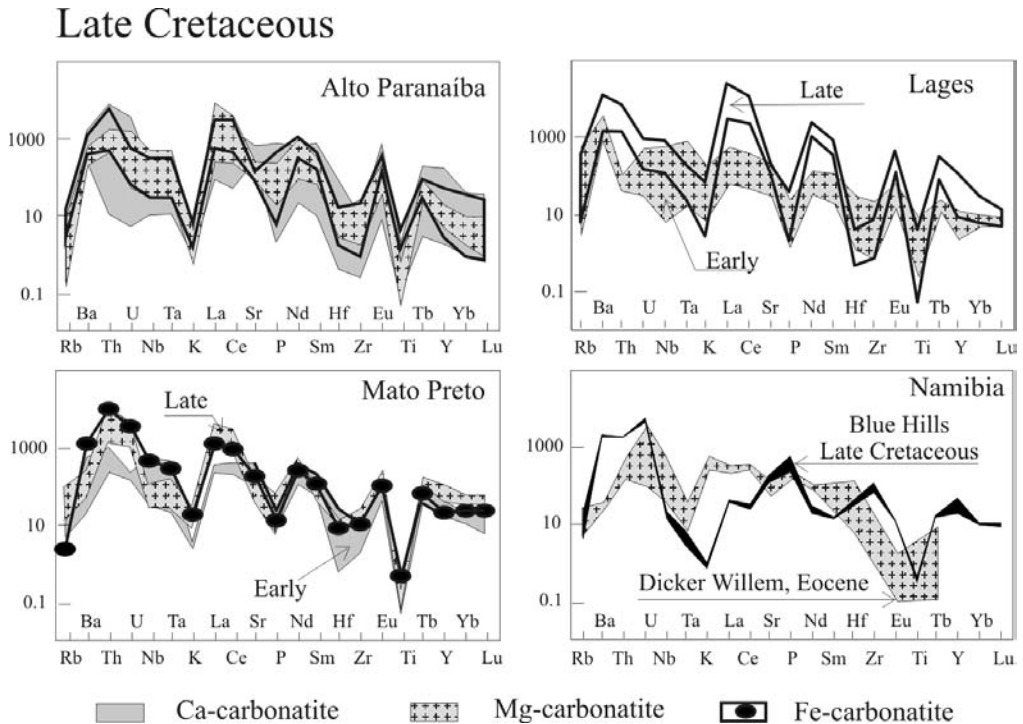 Late Cretaceous
Alto Paranaíba
1000
10
0.1
Ba U Ta La Sr Nd Hf Eu Tb Yb
Rb Th Nb K Ce P Sm Zr Ti Y Lu
Lages
Late
1000
10
Early
0.1
Ba U Ta La Sr Nd Hf Eu Tb Yb
Rb Th Nb K Ce P Sm Zr Ti Y Lu
Mato Preto
Late
1000
10
Early
0.1
Ba U Ta La Sr Nd Hf Eu Tb Yb
Rb Th Nb K Ce P Sm Zr Ti Y Lu
Namibia
Blue Hills
Late Cretaceous
1000
10
Dicker Willem, Eocene
0.1
Ba U Ta La Sr Nd Hf Eu Tb Yb
Rb Th Nb K Ce P Sm Zr Ti Y Lu
Ca-carbonatite Mg-carbonatite Fe-carbonatite